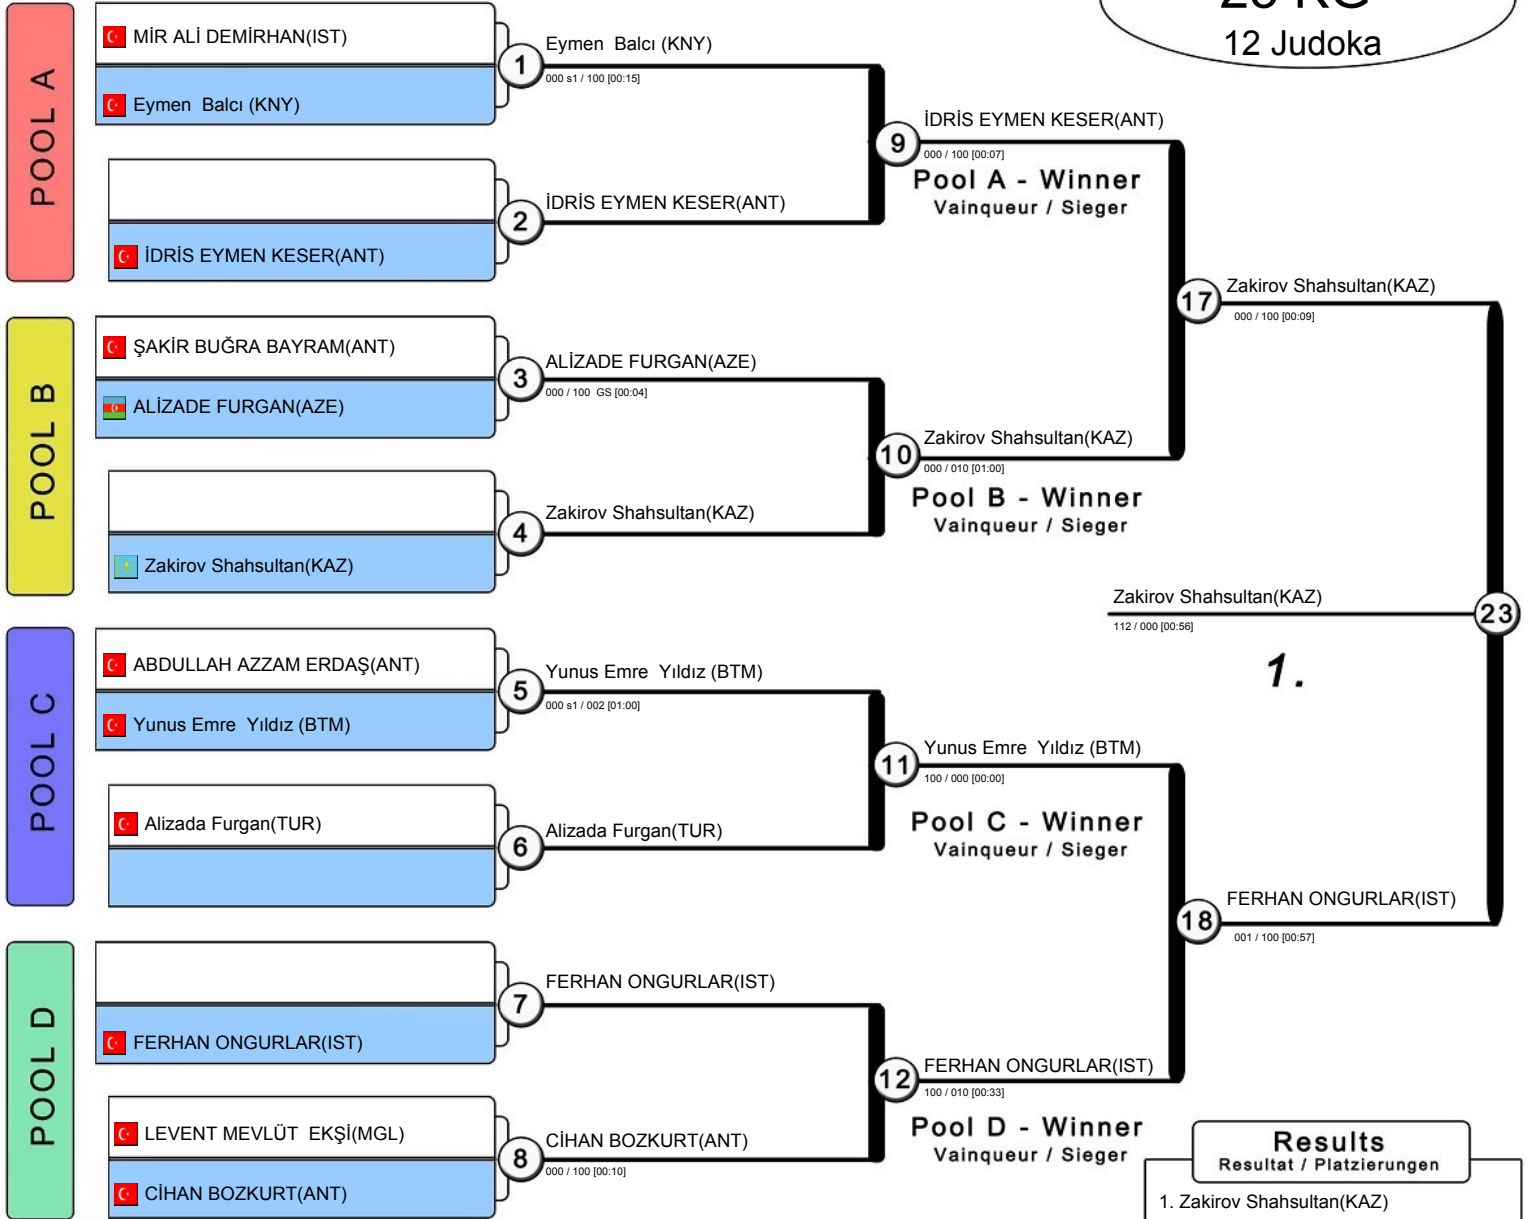 12 Judoka
POOL A
MİR ALİ DEMİRHAN(IST)
Eymen Balcı (KNY)
1
Eymen Balcı (KNY)
000 s1 / 100 [00:15]
İDRİS EYMEN KESER(ANT)
2
İDRİS EYMEN KESER(ANT)
9
İDRİS EYMEN KESER(ANT)
000 / 100 [00:07]
Pool A - Winner
Vainqueur / Sieger
POOL B
ŞAKİR BUĞRA BAYRAM(ANT)
ALİZADE FURGAN(AZE)
3
ALİZADE FURGAN(AZE)
000 / 100 GS [00:04]
Zakirov Shahsultan(KAZ)
4
Zakirov Shahsultan(KAZ)
10
Zakirov Shahsultan(KAZ)
000 / 010 [01:00]
Pool B - Winner
Vainqueur / Sieger
17
Zakirov Shahsultan(KAZ)
000 / 100 [00:09]
Zakirov Shahsultan(KAZ)
112 / 000 [00:56]
23
1.
POOL C
ABDULLAH AZZAM ERDAŞ(ANT)
Yunus Emre Yıldız (BTM)
5
Yunus Emre Yıldız (BTM)
000 s1 / 002 [01:00]
Alizada Furgan(TUR)
6
Alizada Furgan(TUR)
11
Yunus Emre Yıldız (BTM)
100 / 000 [00:00]
Pool C - Winner
Vainqueur / Sieger
18
FERHAN ONGURLAR(IST)
001 / 100 [00:57]
POOL D
FERHAN ONGURLAR(IST)
7
FERHAN ONGURLAR(IST)
LEVENT MEVLÜT EKŞİ(MGL)
CİHAN BOZKURT(ANT)
8
CİHAN BOZKURT(ANT)
000 / 100 [00:10]
12
FERHAN ONGURLAR(IST)
100 / 010 [00:33]
Pool D - Winner
Vainqueur / Sieger
Results
Resultat / Platzierungen
1. Zakirov Shahsultan(KAZ)